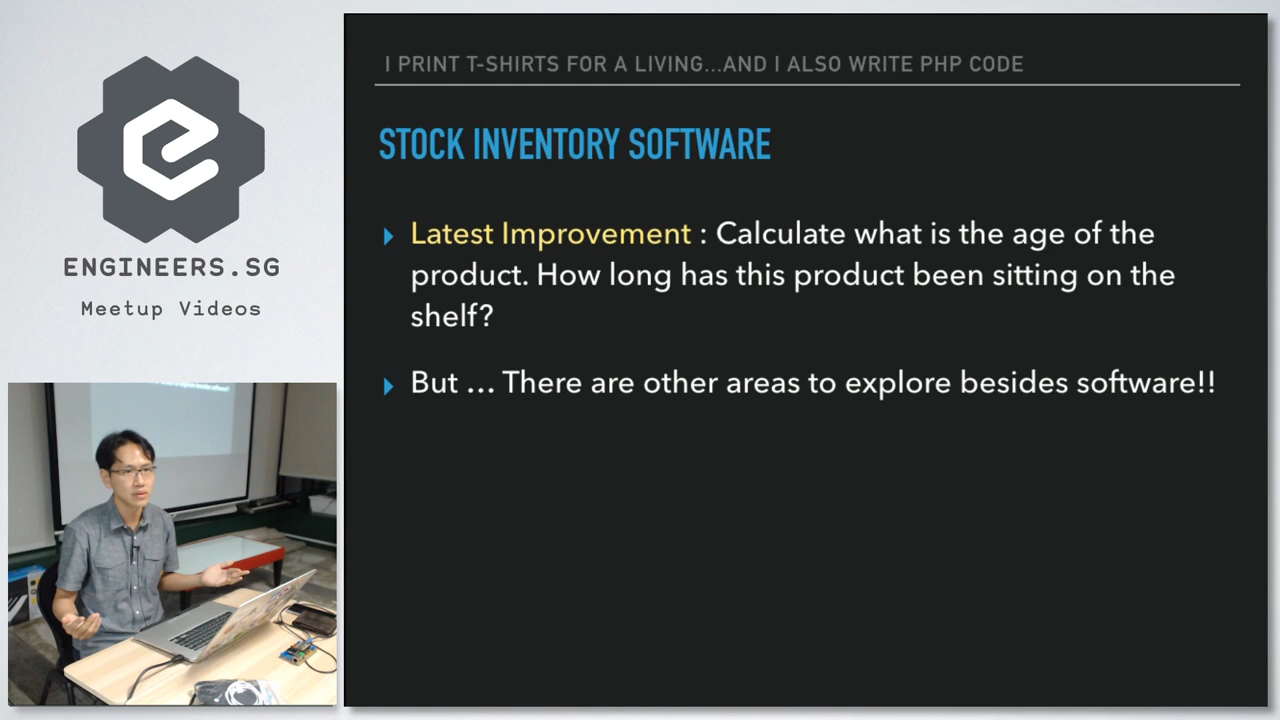 ENGINEERS.SG
Meetup Videos
I PRINT T-SHIRTS FOR A LIVING...AND I ALSO WRITE PHP CODE
STOCK INVENTORY SOFTWARE
Latest Improvement : Calculate what is the age of the
product. How long has this product been sitting on the
shelf?
But ... There are other areas to explore besides software!!